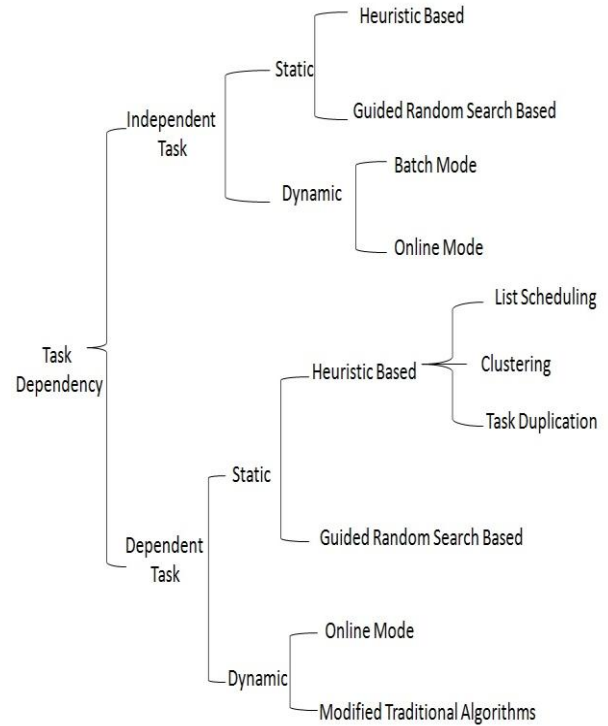 Heuristic Based
Static
Guided Random Search Based
Independent
Task
Batch Mode
Dynamic
Online Mode
List Scheduling
Task
Dependency
Heuristic Based
Clustering
Task Duplication
Static
Guided Random Search Based
Dependent
Task
Online Mode
Dynamic
Modified Traditional Algorithms